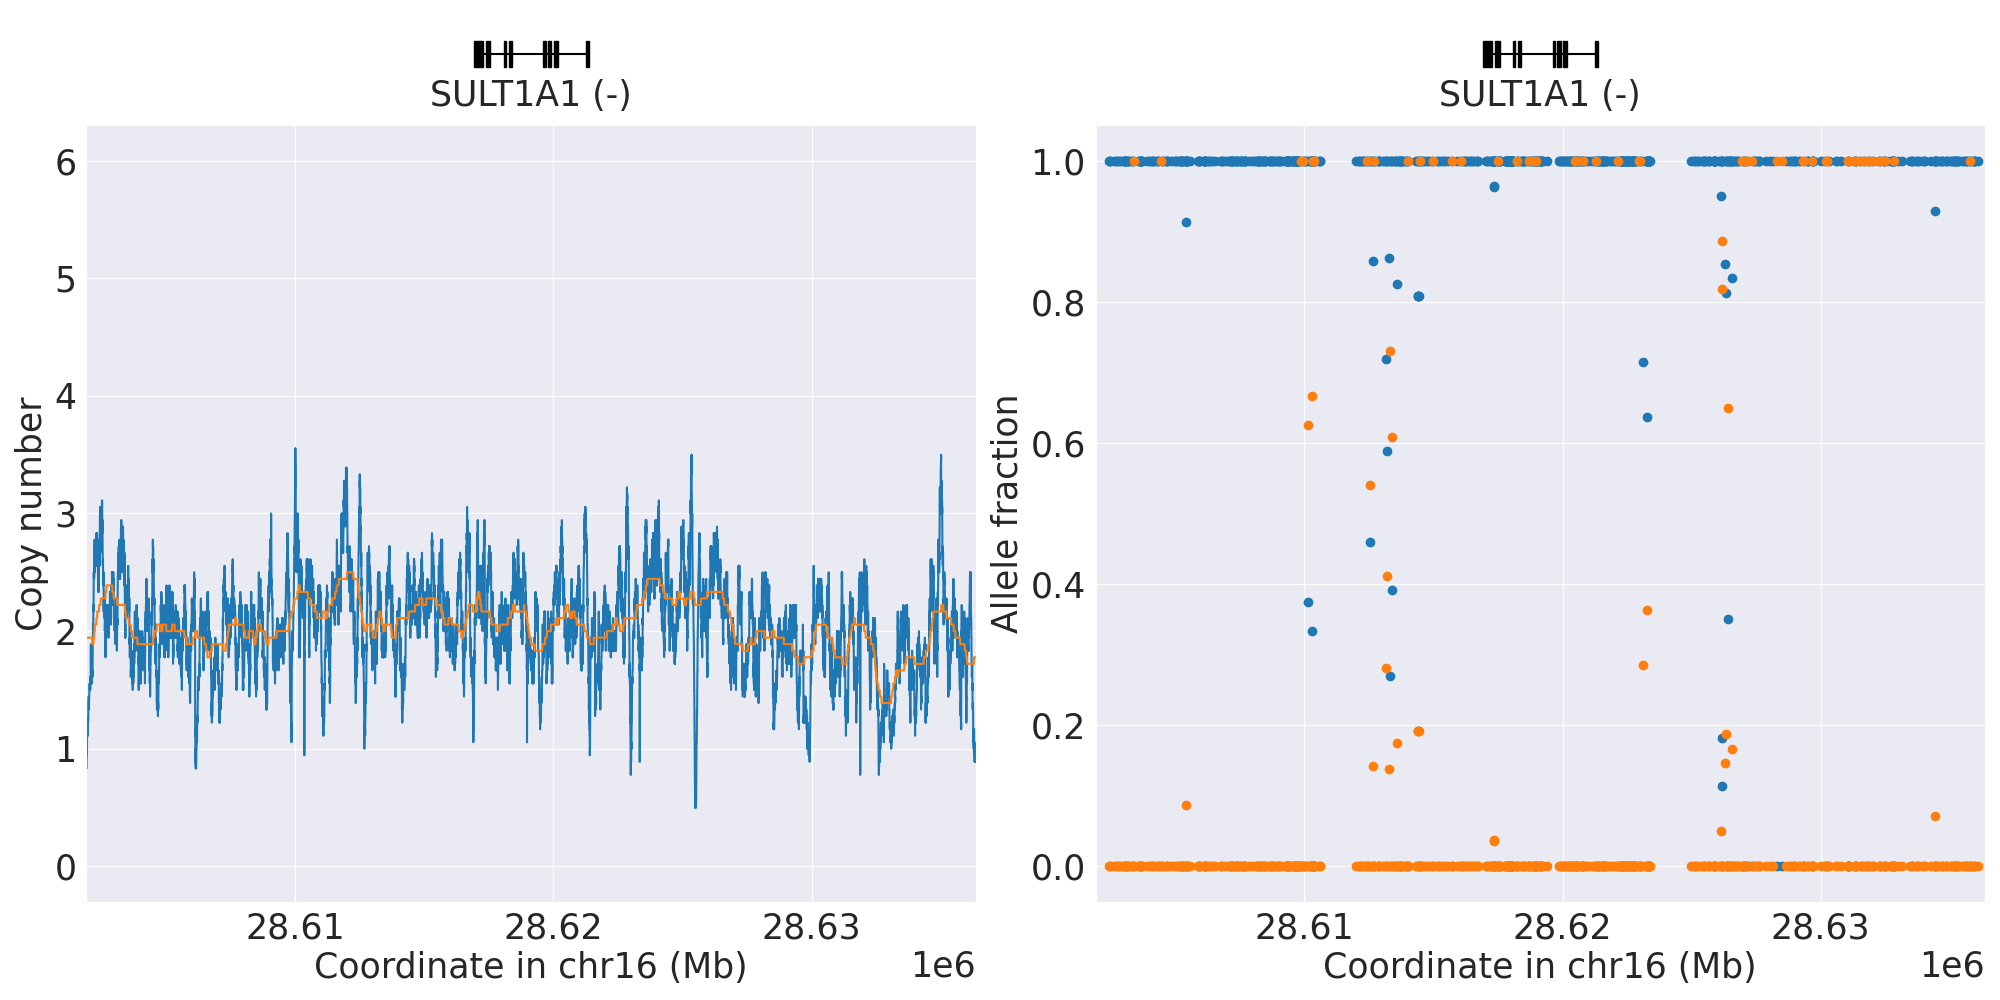 SULT1A1 (-)
6
5
4
3
2
1
0
Copy number
28.61
28.62
28.63
Coordinate in chr16 (Mb)
1e6
SULT1A1 (-)
1.0
0.8
0.6
0.4
0.2
0.0
Allele fraction
28.61
28.62
28.63
Coordinate in chr16 (Mb)
1e6